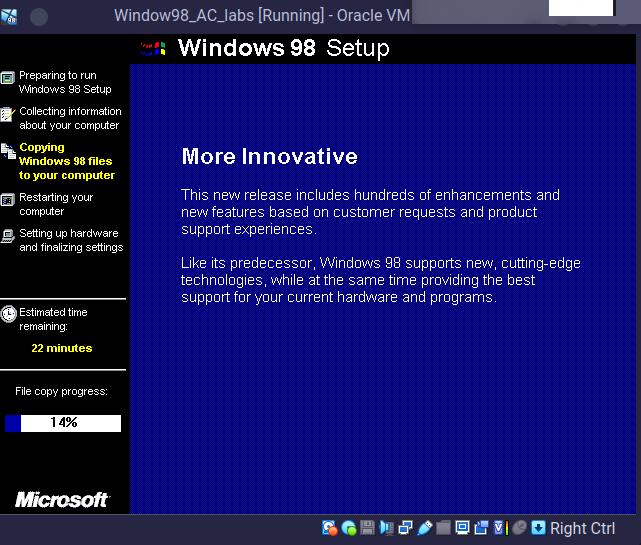 Window98_AC_labs [Running] - Oracle VM
Windows 98 Setup
Preparing to run
Windows 98 Setup
Collecting information
about your computer
Copying
Windows 98 files
to your computer
Restarting your
computer
Setting up hardware
and finalizing settings
Estimated time
remaining:
22 minutes
File copy progress:
14%
Microsoft
More Innovative
This new release includes hundreds of enhancements and
new features based on customer requests and product
support experiences.
Like its predecessor, Windows 98 supports new, cutting-edge
technologies, while at the same time providing the best
support for your current hardware and programs.
Right Ctrl